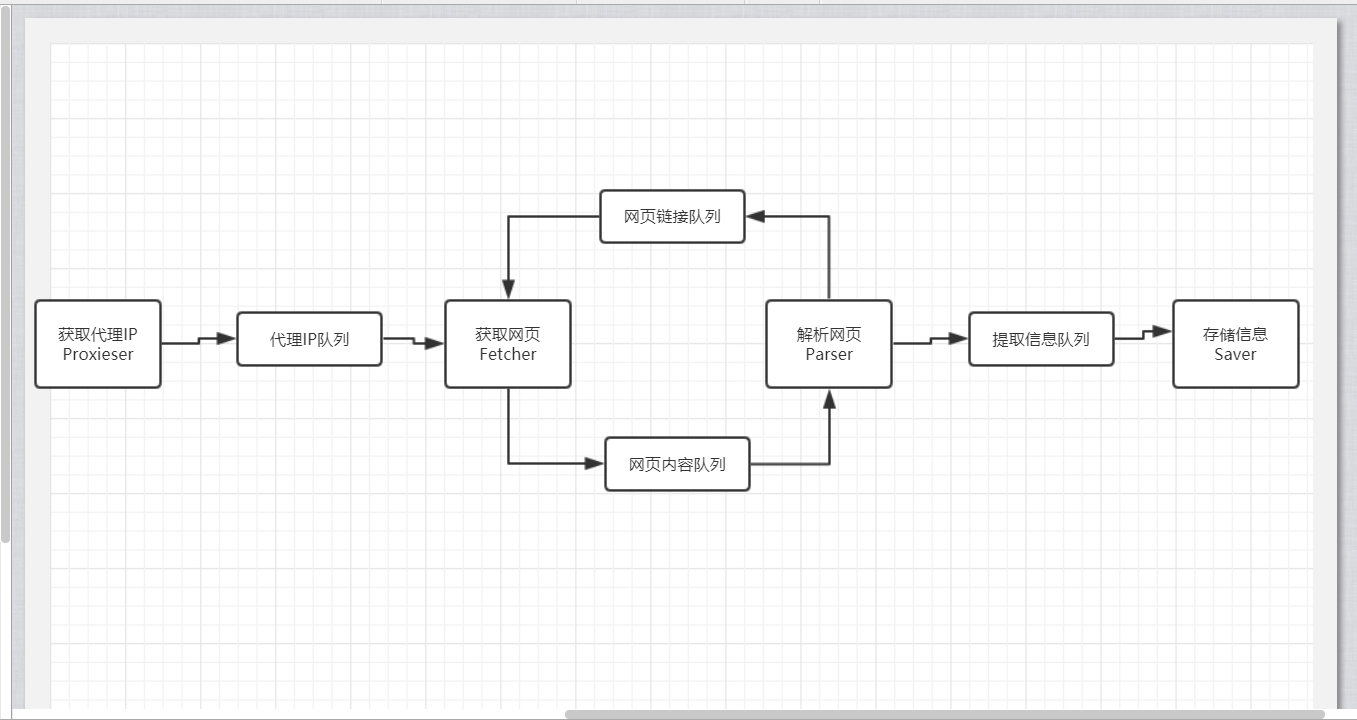 网页链接队列
获取代理IP
Proxieser
代理IP队列
获取网页
Fetcher
解析网页
Parser
提取信息队列
存储信息
Saver
网页内容队列